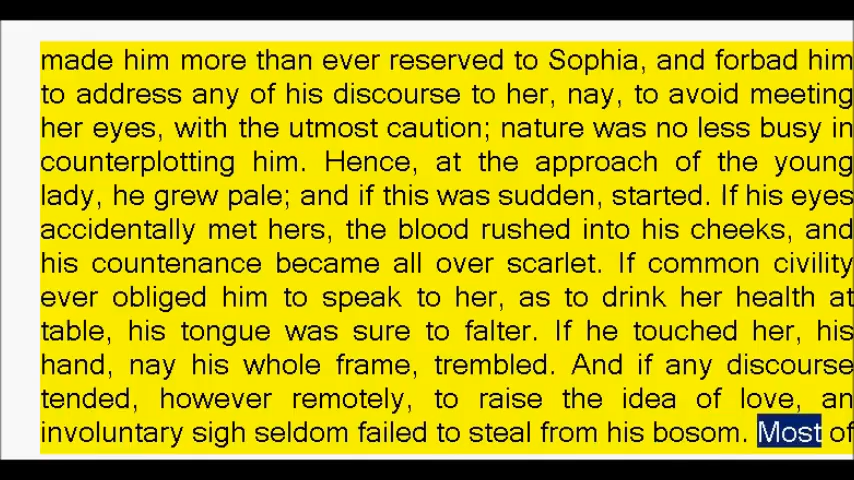 made him more than ever reserved to Sophia, and forbad him
to address any of his discourse to her, nay, to avoid meeting
her eyes, with the utmost caution; nature was no less busy in
counterplotting him. Hence, at the approach of the young
lady, he grew pale; and if this was sudden, started. If his eyes
accidentally met hers, the blood rushed into his cheeks, and
his countenance became all over scarlet. If common civility
ever obliged him to speak to her, as to drink her health at
table, his tongue was sure to falter. If he touched her, his
hand, nay his whole frame, trembled. And if any discourse
tended, however remotely, to raise the idea of love, an
involuntary sigh seldom failed to steal from his bosom. Most of